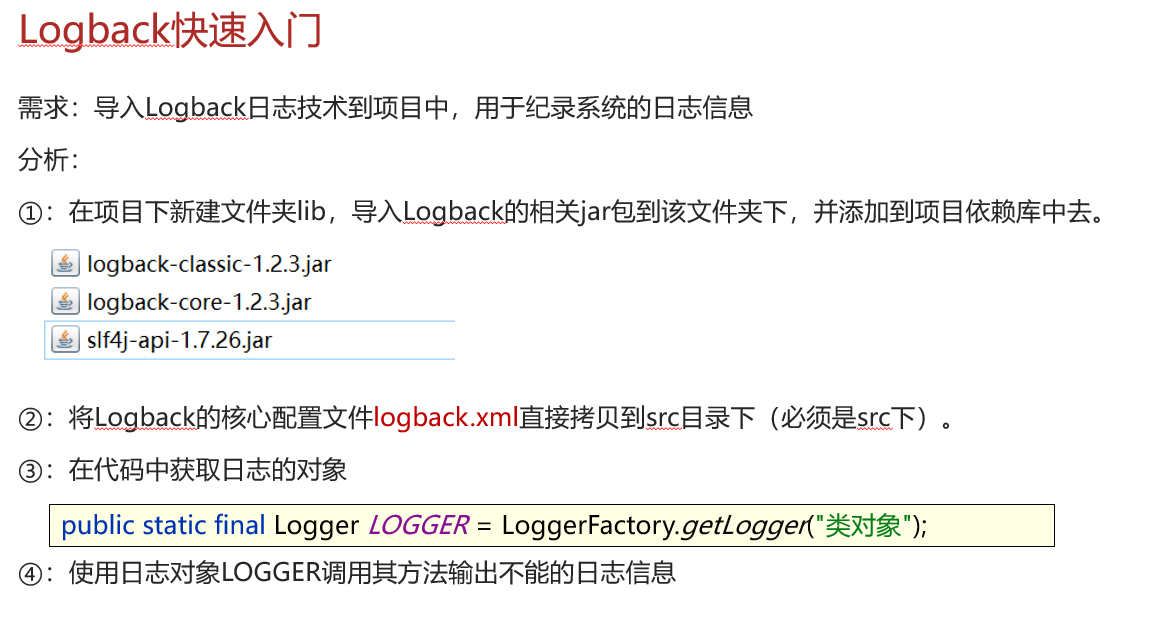 Logback快速入门
需求：导入Logback日志技术到项目中，用于纪录系统的日志信息
分析：
①：在项目下新建文件夹lib，导入Logback的相关jar包到该文件夹下，并添加到项目依赖库中去。
logback-classic-1.2.3.jar
logback-core-1.2.3.jar
slf4j-api-1.7.26.jar
②：将Logback的核心配置文件logback.xml直接拷贝到src目录下（必须是src下）。
③：在代码中获取日志的对象
public static final Logger LOGGER = LoggerFactory.getLogger("类对象");
④：使用日志对象LOGGER调用其方法输出不能的日志信息